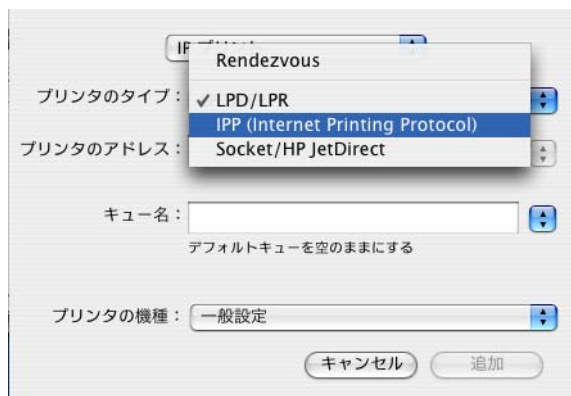 IP
Rendezvous
プリンタのタイプ：
✓ LPD/LPR
IPP (Internet Printing Protocol)
プリンタのアドレス：
Socket/HP JetDirect
キュー名：
デフォルトキューを空のままにする
プリンタの機種：
一般設定
キャンセル
追加